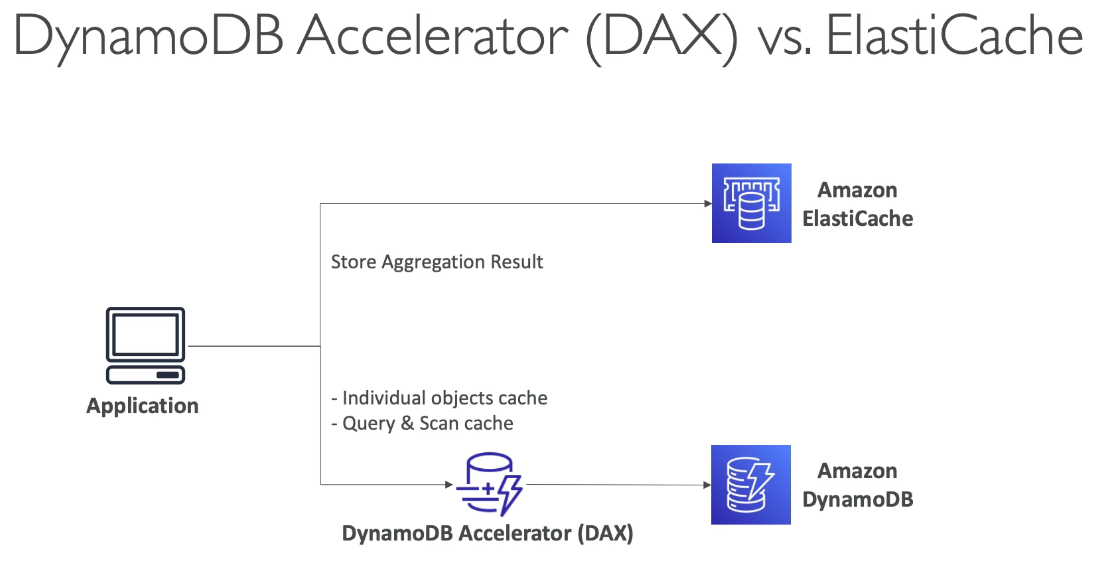 DynamoDB Accelerator (DAX) vs. ElastiCache
Amazon
ElastiCache
Store Aggregation Result
Application
- Individual objects cache
- Query & Scan cache
Amazon
DynamoDB
DynamoDB Accelerator (DAX)